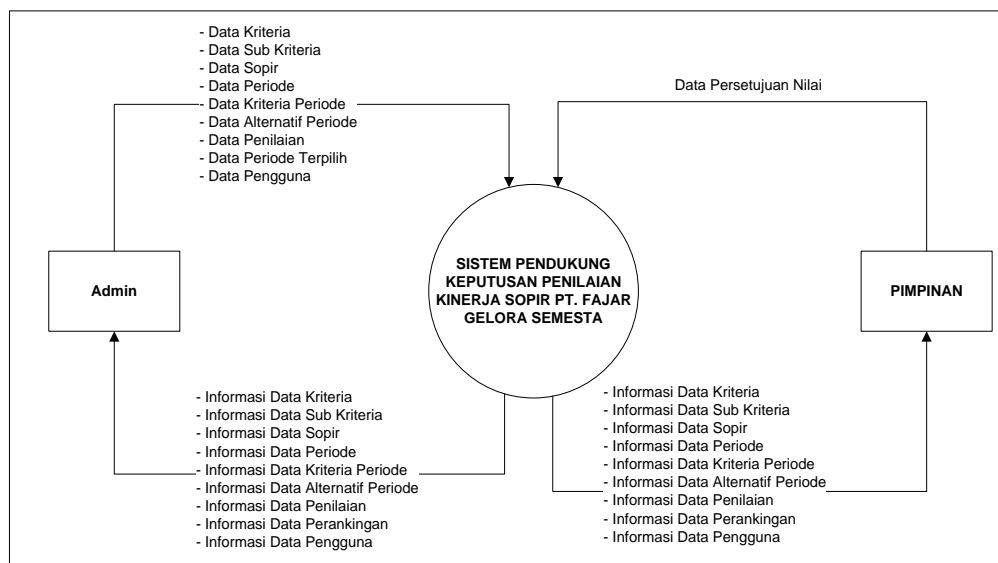 - Data Kriteria
- Data Sub Kriteria
- Data Sopir
- Data Periode
- Data Kriteria Periode
- Data Alternatif Periode
- Data Penilaian
- Data Periode Terpilih
- Data Pengguna
Data Persetujuan Nilai
Admin
SISTEM PENDUKUNG
KEPUTUSAN PENILAIAN
KINERJA SOPIR PT. FAJAR
GELORA SEMESTA
PIMPINAN
- Informasi Data Kriteria
- Informasi Data Sub Kriteria
- Informasi Data Sopir
- Informasi Data Periode
- Informasi Data Kriteria Periode
- Informasi Data Alternatif Periode
- Informasi Data Penilaian
- Informasi Data Perankingan
- Informasi Data Pengguna
- Informasi Data Kriteria
- Informasi Data Sub Kriteria
- Informasi Data Sopir
- Informasi Data Periode
- Informasi Data Kriteria Periode
- Informasi Data Alternatif Periode
- Informasi Data Penilaian
- Informasi Data Perankingan
- Informasi Data Pengguna